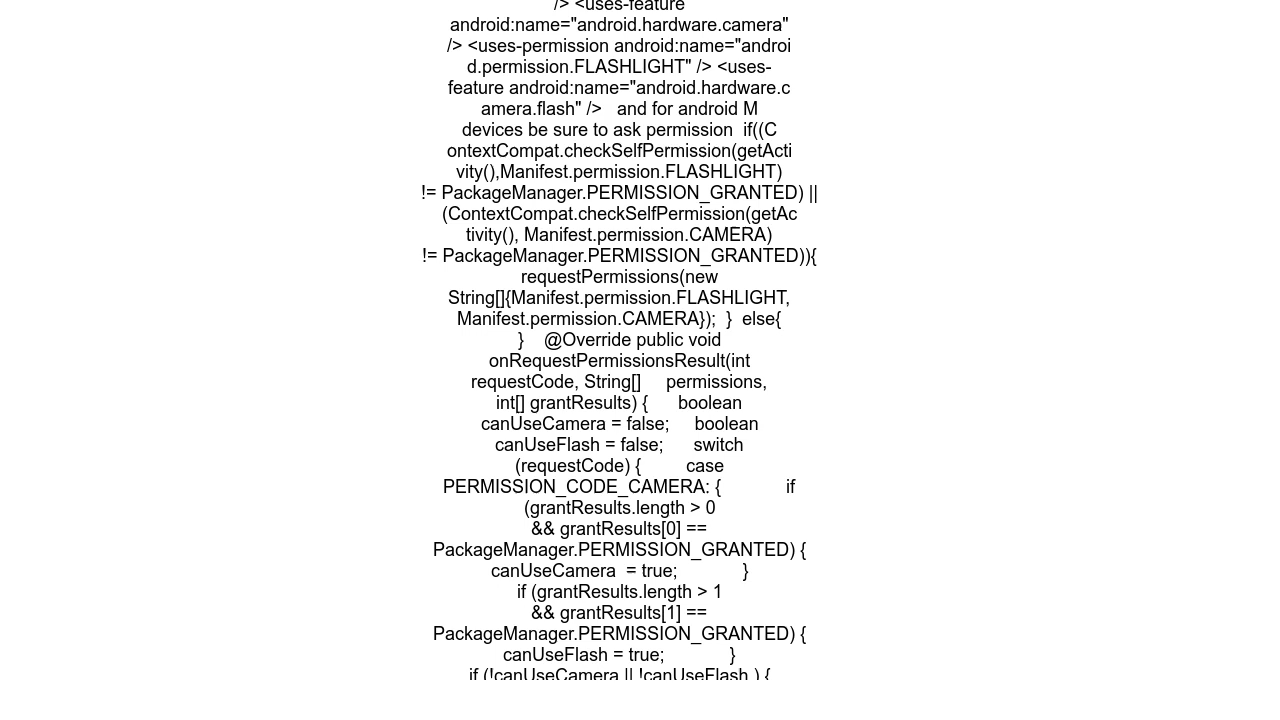 /> <uses-feature
android:name="android.hardware.camera"
/> <uses-permission android:name="androi
d.permission.FLASHLIGHT" /> <uses-
feature android:name="android.hardware.c
amera.flash" />   and for android M
devices be sure to ask permission  if((C
ontextCompat.checkSelfPermission(getActi
vity(),Manifest.permission.FLASHLIGHT)
!= PackageManager.PERMISSION_GRANTED) ||
(ContextCompat.checkSelfPermission(getAc
tivity(), Manifest.permission.CAMERA)
!= PackageManager.PERMISSION_GRANTED)){
requestPermissions(new
String[]{Manifest.permission.FLASHLIGHT,
Manifest.permission.CAMERA});  }  else{
}    @Override public void
onRequestPermissionsResult(int
requestCode, String[]     permissions,
int[] grantResults) {      boolean
canUseCamera = false;     boolean
canUseFlash = false;      switch
(requestCode) {         case
PERMISSION_CODE_CAMERA: {             if
(grantResults.length > 0
&& grantResults[0] ==
PackageManager.PERMISSION_GRANTED) {
canUseCamera  = true;             }
if (grantResults.length > 1
&& grantResults[1] ==
PackageManager.PERMISSION_GRANTED) {
canUseFlash = true;             }
if (!canUseCamera || !canUseFlash ) {